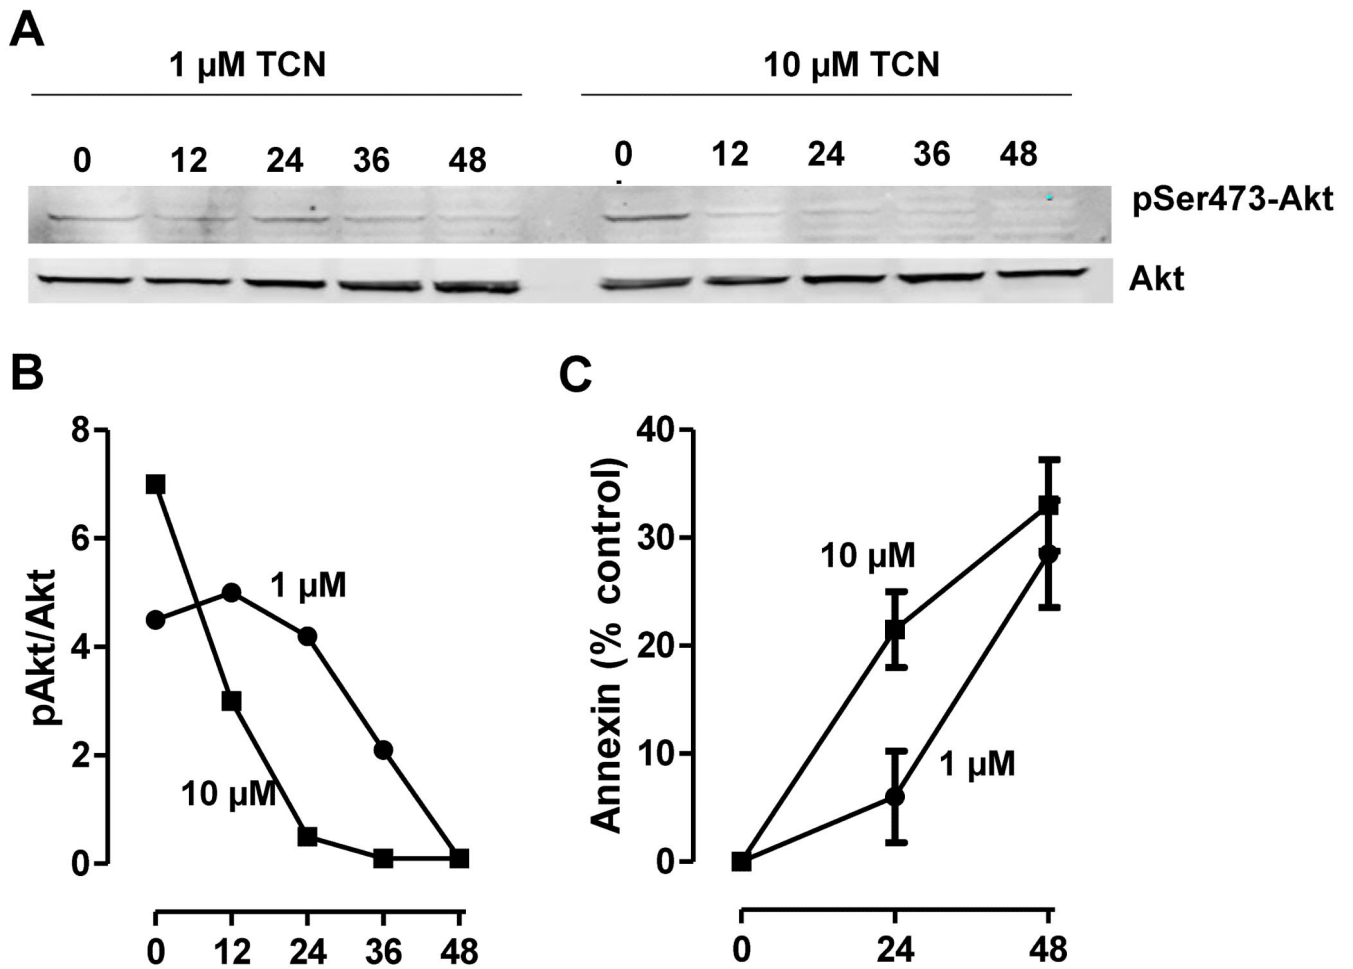 A
1 µM TCN
10 µM TCN
0 12 24 36 48
0 12 24 36 48
pSer473-Akt
Akt
B
8
6
4
2
0
pAkt/Akt
1 µM
10 µM
0 12 24 36 48
C
40
30
20
10
0
Annexin (% control)
10 µM
1 µM
0 24 48